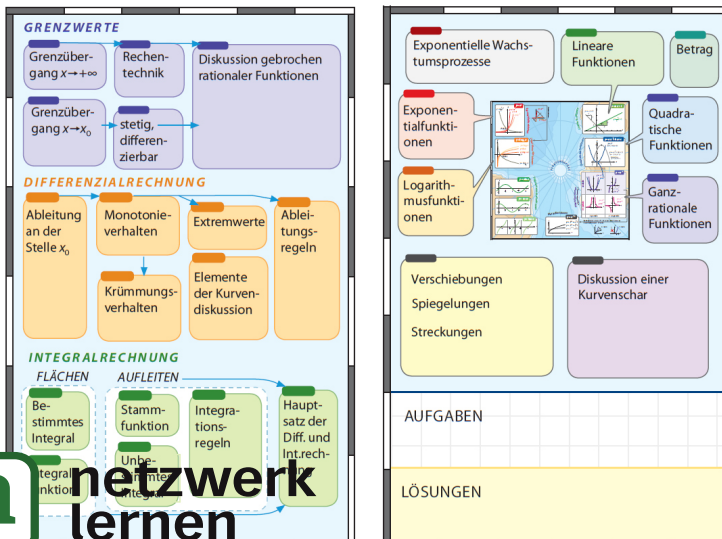 GRENZWERTE
Grenzüber-
gang x→+∞
Rechen-
technik
Diskussion gebrochen
rationaler Funktionen
Grenzüber-
gang x→x₀
stetig,
differen-
zierbar
DIFFERENZIALRECHNUNG
Ableitung
an der
Stelle x₀
Monotonie-
verhalten
Extremwerte
Ablei-
tungs-
regeln
Krümmungs-
verhalten
Elemente
der Kurven-
diskussion
INTEGRALRECHNUNG
FLÄCHEN
AUFLEITEN
Be-
stimmtes
Integral
Stamm-
funktion
Integra-
tions-
regeln
Haupt-
satz der
Diff. und
Int.rech-
Unbe-
netzwerk
lernen
Exponentielle Wachs-
tumsprozesse
Lineare
Funktionen
Betrag
Exponen-
tialfunkti-
onen
Quadra-
tische
Funktionen
Logarith-
musfunkti-
onen
Ganz-
rationale
Funktionen
Verschiebungen
Spiegelungen
Streckungen
Diskussion einer
Kurvenschar
AUFGABEN
LÖSUNGEN